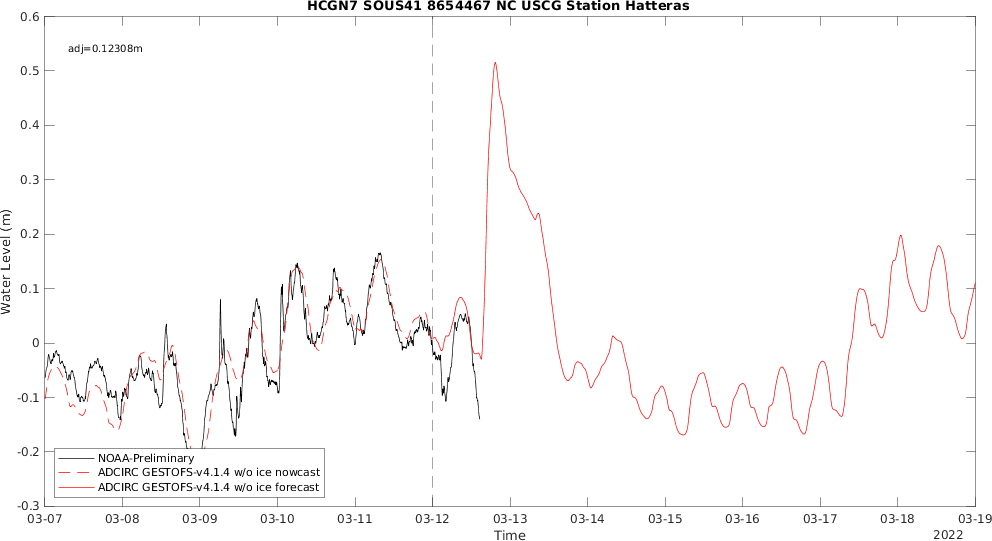 HCGN7 SOUS41 8654467 NC USCG Station Hatteras
adj=0.12308m
0.6
0.5
0.4
0.3
0.2
0.1
0
-0.1
-0.2
-0.3
Water Level (m)
NOAA-Preliminary
ADCIRC GESTOFS-v4.1.4 w/o ice nowcast
ADCIRC GESTOFS-v4.1.4 w/o ice forecast
03-07 03-08 03-09 03-10 03-11 03-12 03-13 03-14 03-15 03-16 03-17 03-18 03-19
Time
2022